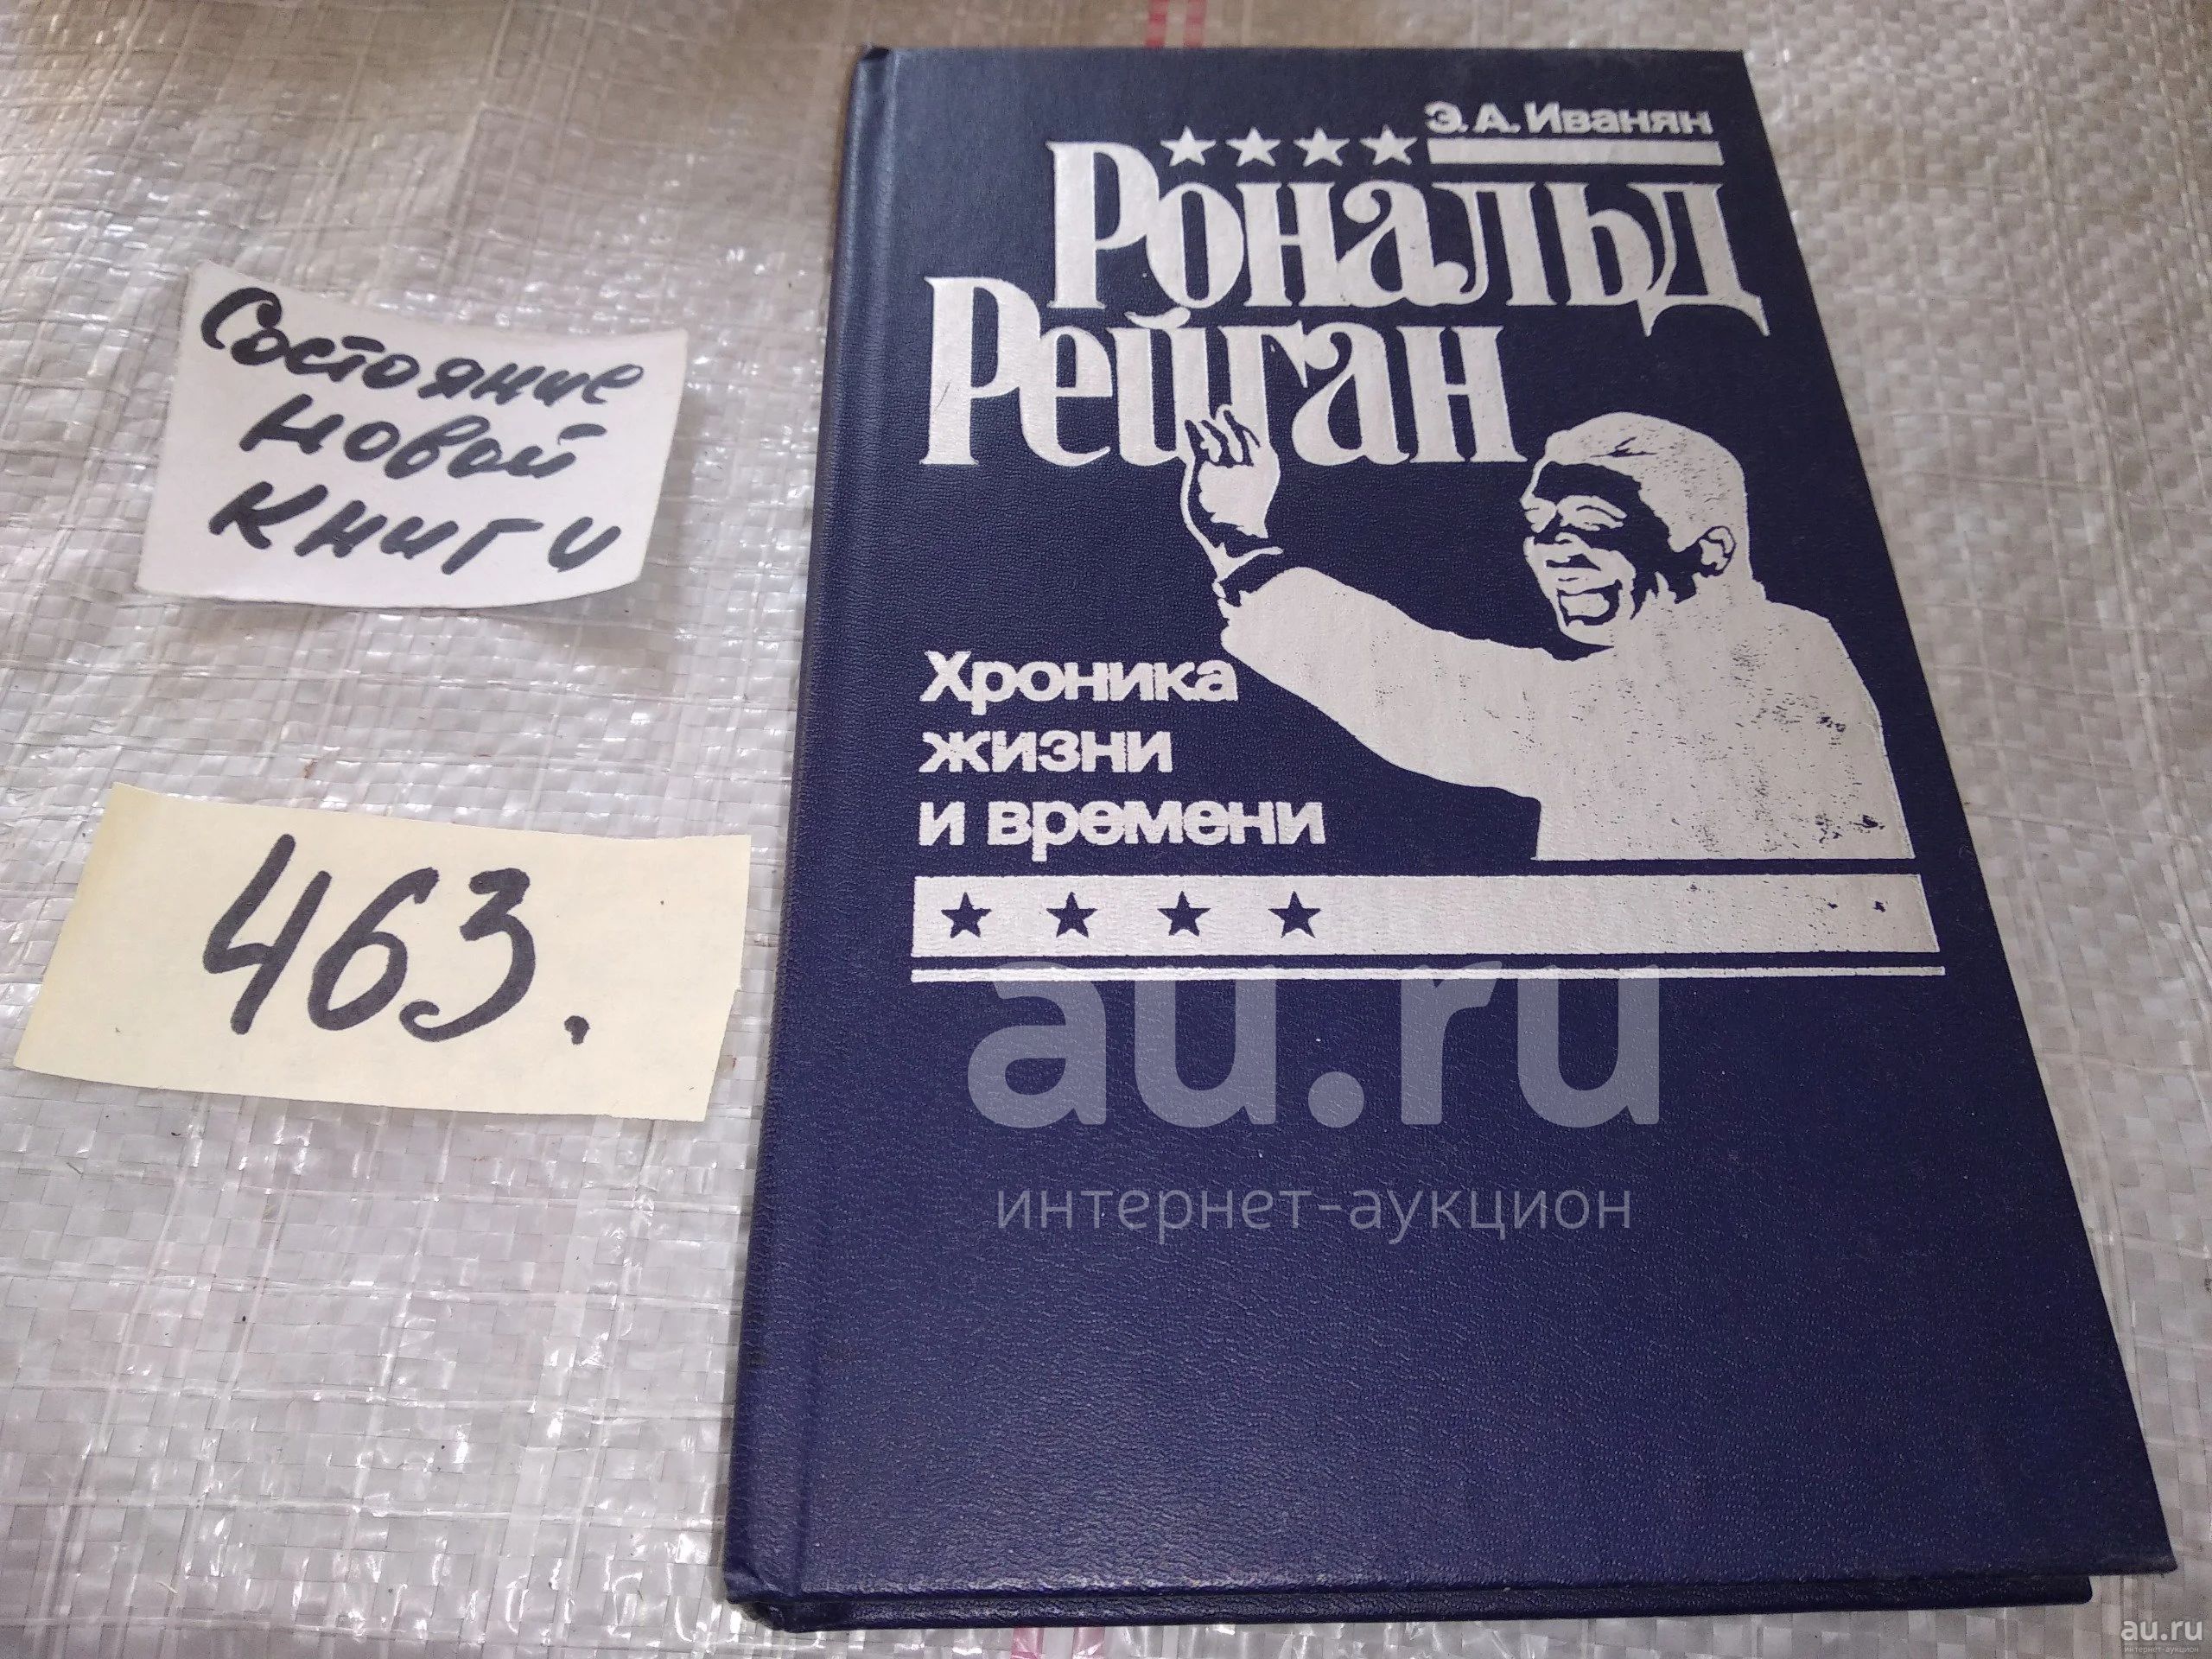 Э. А. Иванян
Рональд
Рейган
Хроника
жизни
и времени
Состояние
новой
книги
463.
au.ru
интернет-аукцион
au.ru
интернет-аукцион